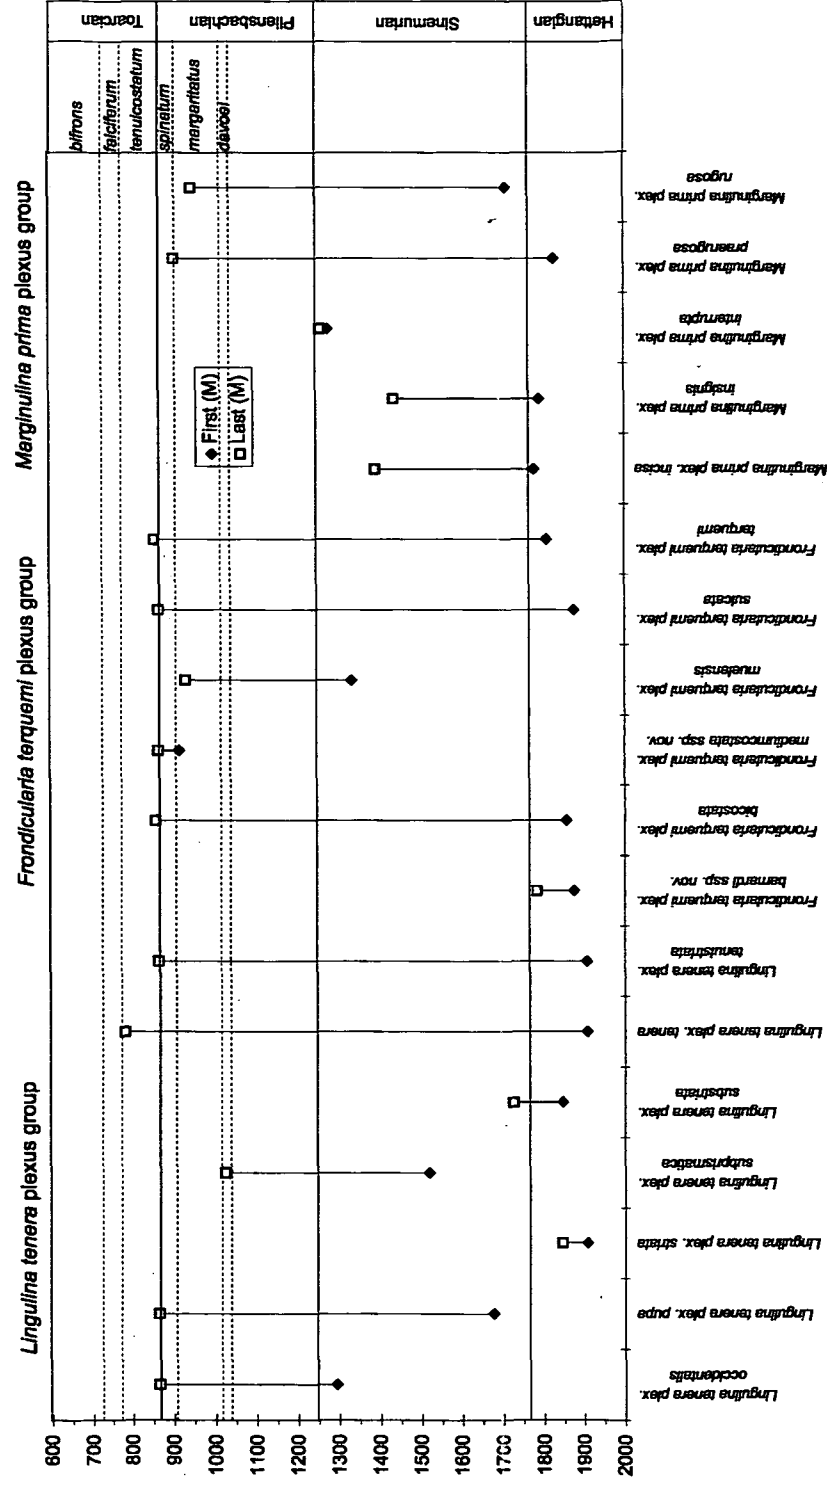 Lingulina tenera plexus group
Frondicularia terquemi plexus group
Marginulina prima plexus group
Toarcian
Pliensbachian
Sinemurian
Hettangian
bifrons
falciferum
tenuicostatum
spinatum
margaritatus
davoei
First (M)
Last (M)
600
700
800
900
1000
1100
1200
1300
1400
1500
1600
1700
1800
1900
2000
Lingulina tenera plex.
occidentalis
Lingulina tenera plex. pupa
Lingulina tenera plex. striata
Lingulina tenera plex.
subprismatica
Lingulina tenera plex.
substriata
Lingulina tenera plex. tenera
Lingulina tenera plex.
tenuistriata
Frondicularia terquemi plex.
barnardi ssp. nov.
Frondicularia terquemi plex.
bicostata
Frondicularia terquemi plex.
mediumcostata ssp. nov.
Frondicularia terquemi plex.
muelensis
Frondicularia terquemi plex.
sulcata
Frondicularia terquemi plex.
terquemi
Marginulina prima plex. incisa
Marginulina prima plex.
insignis
Marginulina prima plex.
interrupta
Marginulina prima plex.
praerugosa
Marginulina prima plex.
rugosa